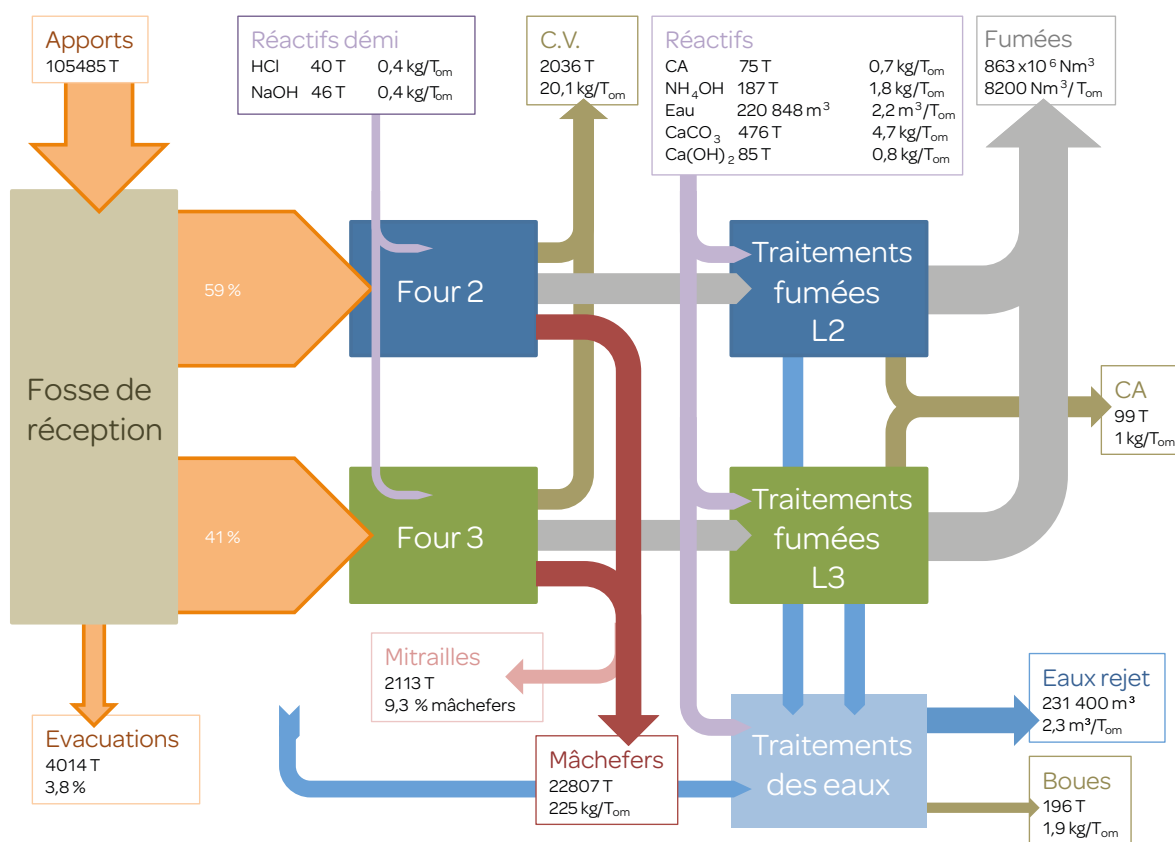 Apports
105485 T
Réactifs démi
HCl 40 T 0,4 kg/Tom
NaOH 46 T 0,4 kg/Tom
C.V.
2036 T
20,1 kg/Tom
Réactifs
CA 75 T 0,7 kg/Tom
NH4OH 187 T 1,8 kg/Tom
Eau 220 848 m³ 2,2 m³/Tom
CaCO3 476 T 4,7 kg/Tom
Ca(OH)2 85 T 0,8 kg/Tom
Fumées
863 x10⁶ Nm³
8200 Nm³/Tom
Fosse de
réception
59 %
Four 2
Traitements
fumées
L2
CA
99 T
1 kg/Tom
41 %
Four 3
Traitements
fumées
L3
Mitrailles
2113 T
9,3 % mâchefers
Evacuations
4014 T
3,8 %
Mâchefers
22807 T
225 kg/Tom
Traitements
des eaux
Eaux rejet
231 400 m³
2,3 m³/Tom
Boues
196 T
1,9 kg/Tom